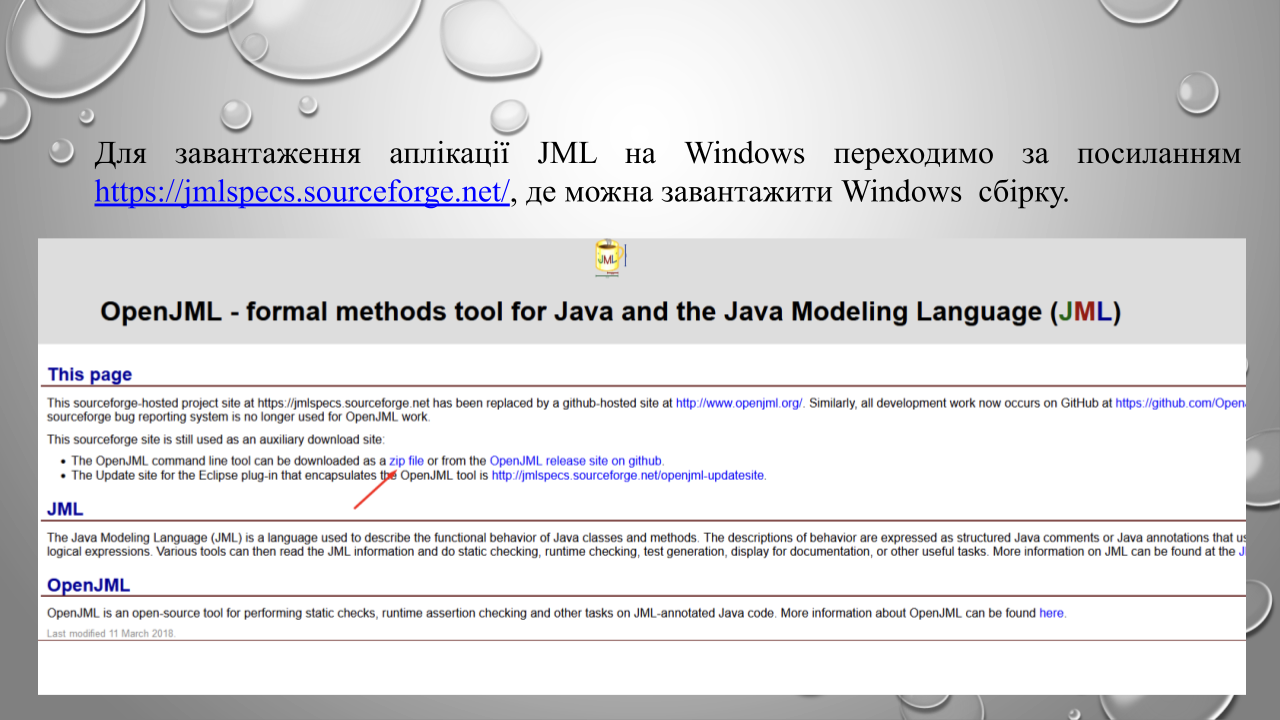 Для завантаження аплікації JML на Windows переходимо за посиланням
https://jmlspecs.sourceforge.net/, де можна завантажити Windows сбірку.
JML
OpenJML - formal methods tool for Java and the Java Modeling Language (JML)
This page
This sourceforge-hosted project site at https://jmlspecs.sourceforge.net has been replaced by a github-hosted site at http://www.openjml.org/. Similarly, all development work now occurs on GitHub at https://github.com/Open
sourceforge bug reporting system is no longer used for OpenJML work.
This sourceforge site is still used as an auxiliary download site:
• The OpenJML command line tool can be downloaded as a zip file or from the OpenJML release site on github.
• The Update site for the Eclipse plug-in that encapsulates the OpenJML tool is http://jmlspecs.sourceforge.net/openjml-updatesite.
JML
The Java Modeling Language (JML) is a language used to describe the functional behavior of Java classes and methods. The descriptions of behavior are expressed as structured Java comments or Java annotations that us
logical expressions. Various tools can then read the JML information and do static checking, runtime checking, test generation, display for documentation, or other useful tasks. More information on JML can be found at the J
OpenJML
OpenJML is an open-source tool for performing static checks, runtime assertion checking and other tasks on JML-annotated Java code. More information about OpenJML can be found here.
Last modified 11 March 2018.